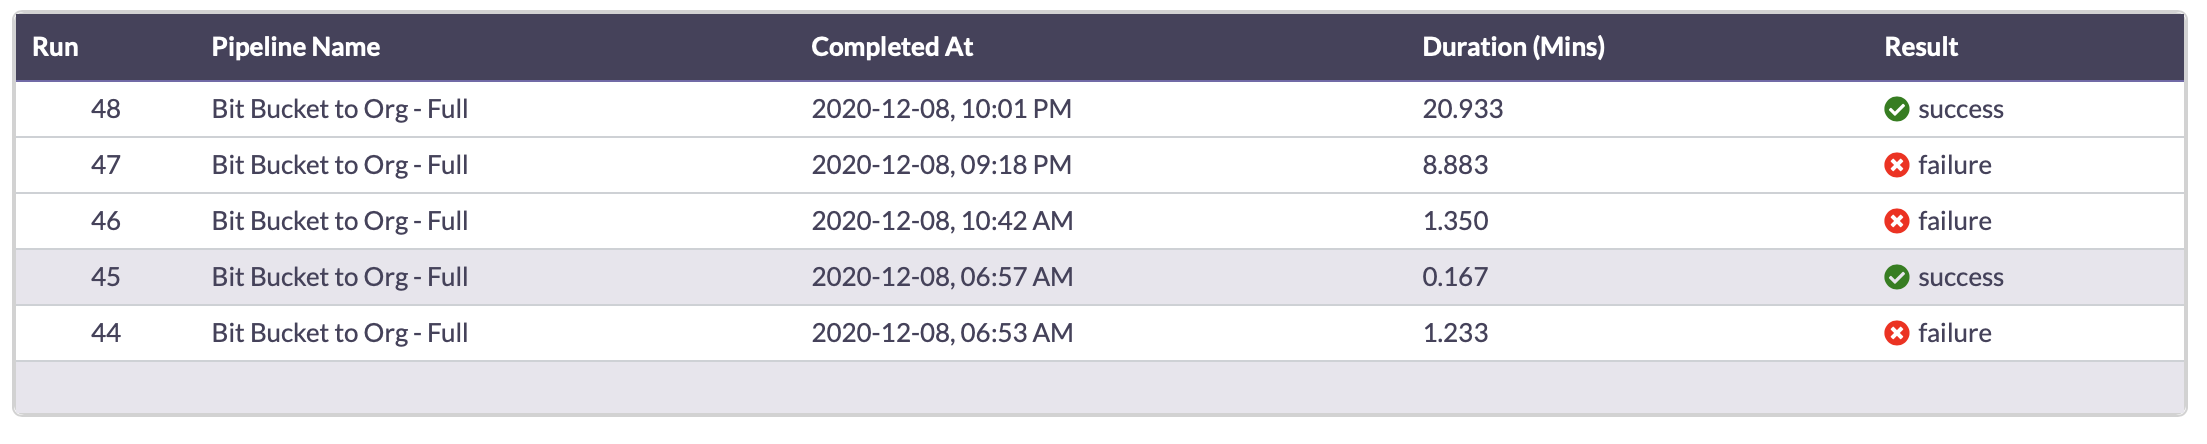 Run Pipeline Name Completed At Duration (Mins) Result
48 Bit Bucket to Org - Full 2020-12-08, 10:01 PM 20.933 success
47 Bit Bucket to Org - Full 2020-12-08, 09:18 PM 8.883 failure
46 Bit Bucket to Org - Full 2020-12-08, 10:42 AM 1.350 failure
45 Bit Bucket to Org - Full 2020-12-08, 06:57 AM 0.167 success
44 Bit Bucket to Org - Full 2020-12-08, 06:53 AM 1.233 failure